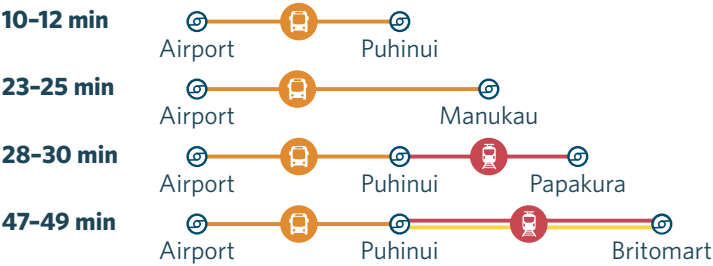 10–12 min
Airport Puhinui
23–25 min
Airport Manukau
28–30 min
Airport Puhinui Papakura
47–49 min
Airport Puhinui Britomart